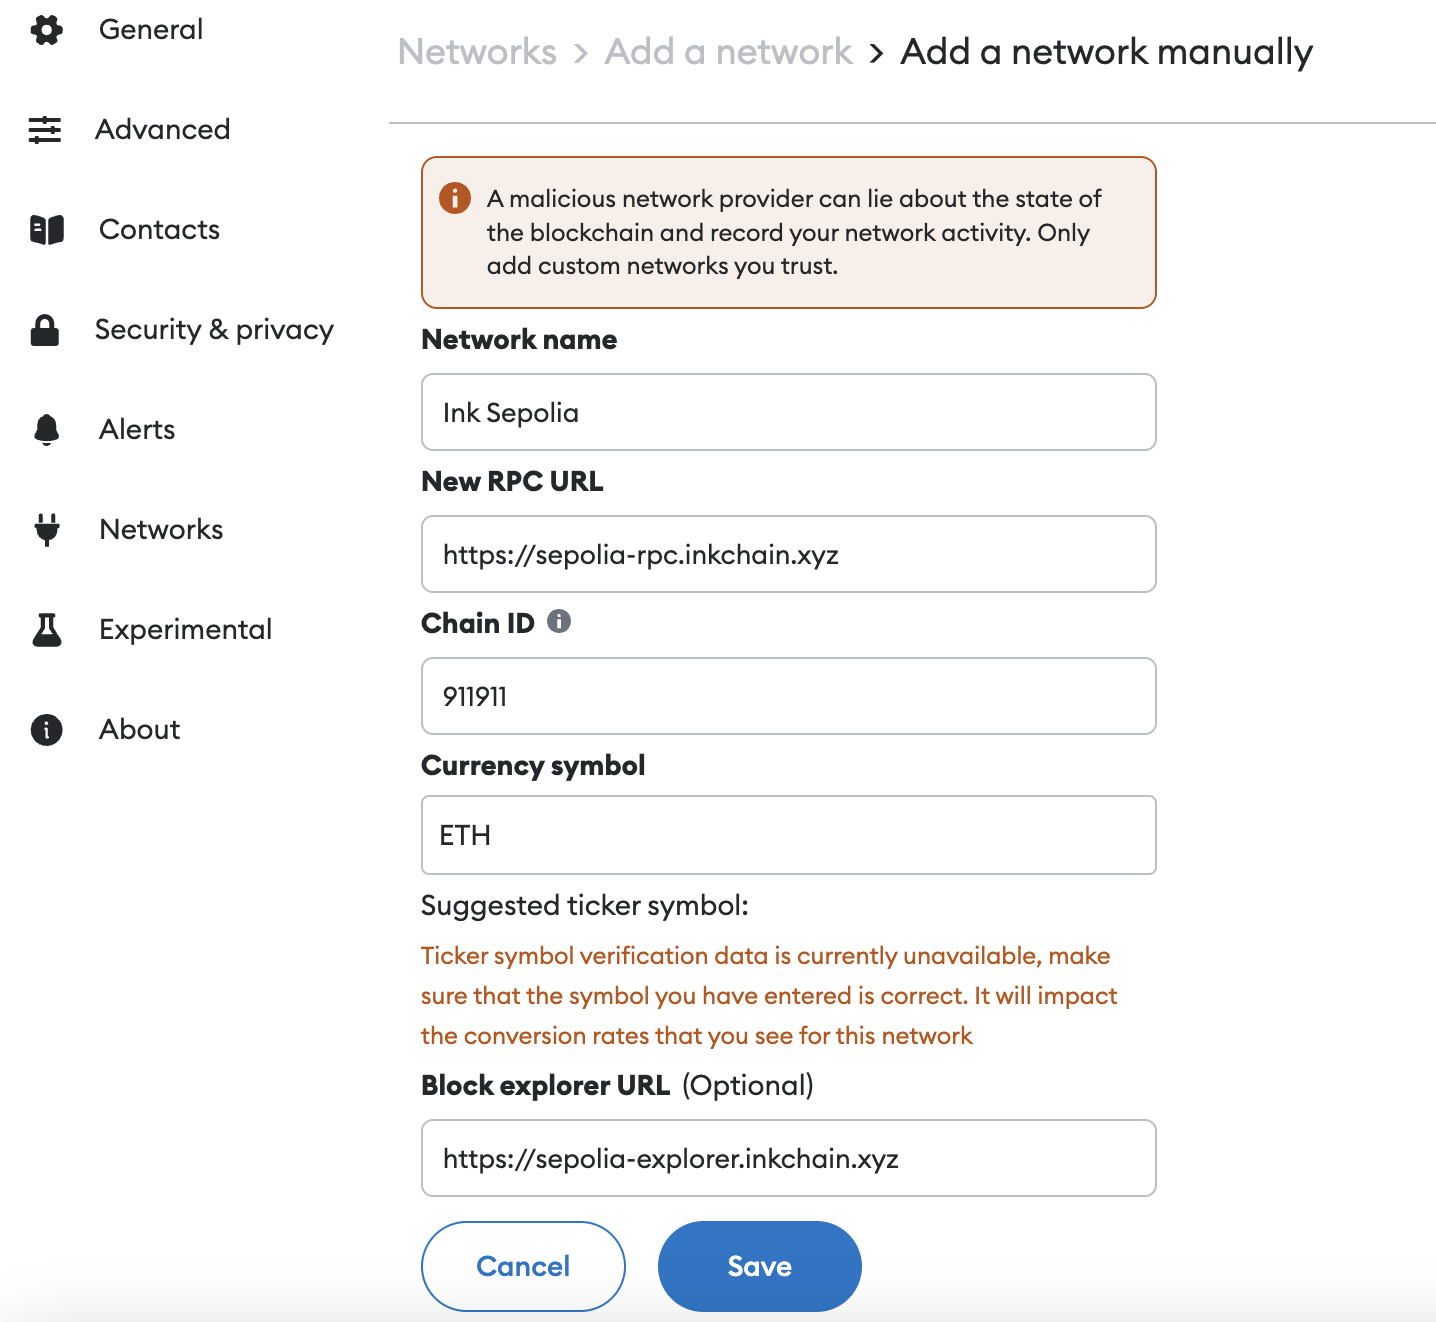 General
Advanced
Contacts
Security & privacy
Alerts
Networks
Experimental
About
Networks > Add a network > Add a network manually
A malicious network provider can lie about the state of
the blockchain and record your network activity. Only
add custom networks you trust.
Network name
Ink Sepolia
New RPC URL
https://sepolia-rpc.inkchain.xyz
Chain ID
911911
Currency symbol
ETH
Suggested ticker symbol:
Ticker symbol verification data is currently unavailable, make
sure that the symbol you have entered is correct. It will impact
the conversion rates that you see for this network
Block explorer URL (Optional)
https://sepolia-explorer.inkchain.xyz
Cancel
Save